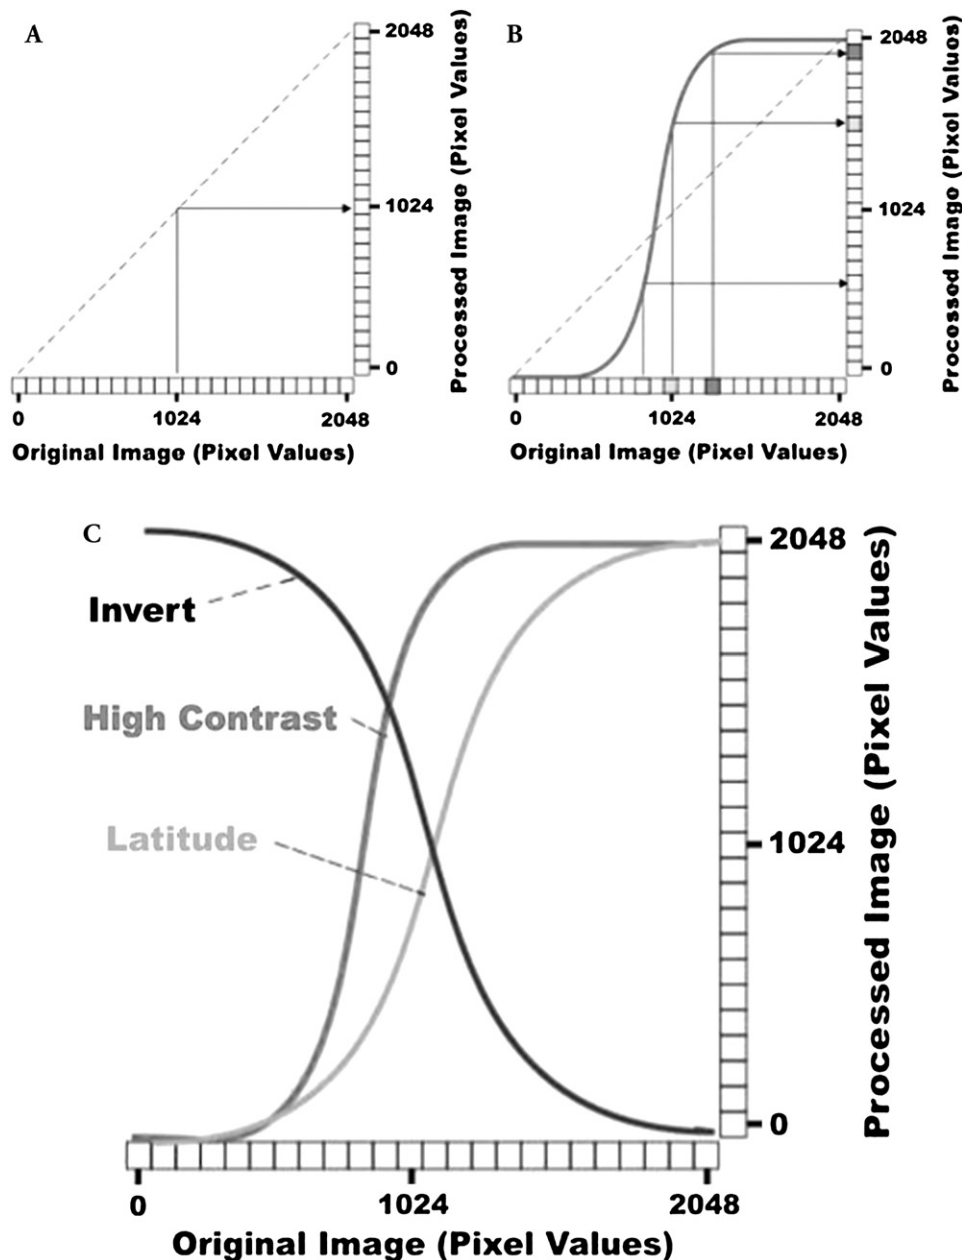 A
2048
1024
0
Processed Image (Pixel Values)
0
1024
2048
Original Image (Pixel Values)
B
2048
1024
0
Processed Image (Pixel Values)
0
1024
2048
Original Image (Pixel Values)
C
Invert
High Contrast
Latitude
2048
1024
0
Processed Image (Pixel Values)
0
1024
2048
Original Image (Pixel Values)